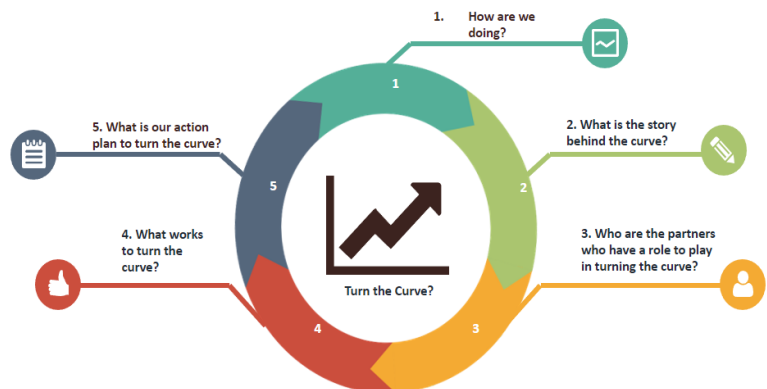 1. How are we
doing?
1
2. What is the story
behind the curve?
2
3. Who are the partners
who have a role to play
in turning the curve?
3
4. What works
to turn the
curve?
4
5. What is our action
plan to turn the curve?
5
Turn the Curve?